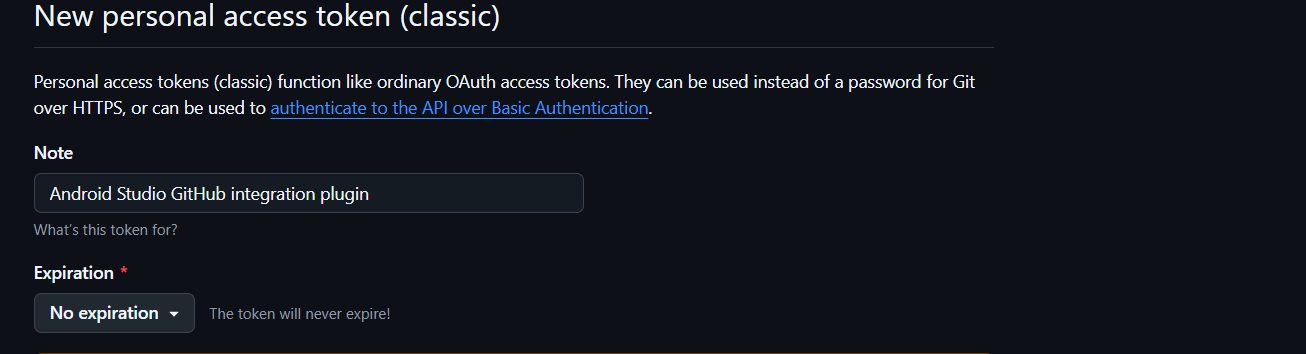 New personal access token (classic)
Personal access tokens (classic) function like ordinary OAuth access tokens. They can be used instead of a password for Git
over HTTPS, or can be used to authenticate to the API over Basic Authentication.
Note
Android Studio GitHub integration plugin
What's this token for?
Expiration *
No expiration The token will never expire!